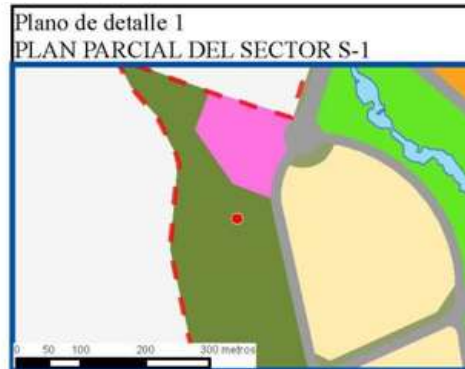 Plano de detalle 1
PLAN PARCIAL DEL SECTOR S-1
0 50 100 200 300 metros